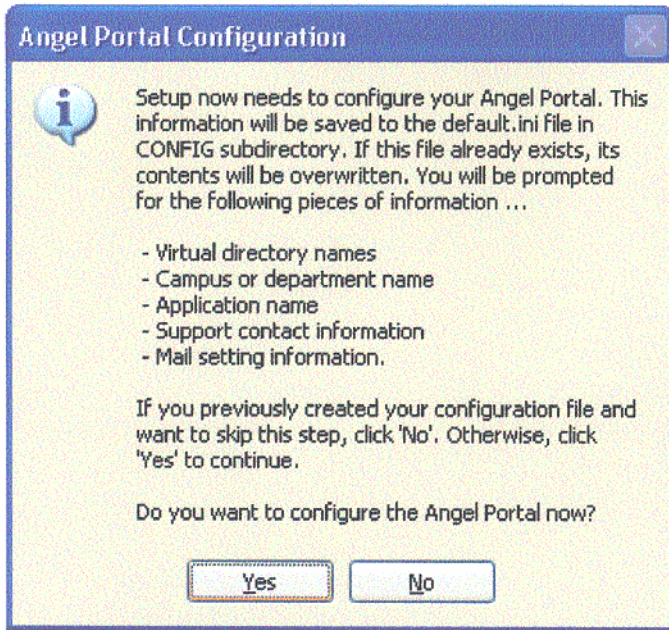 Angel Portal Configuration
Setup now needs to configure your Angel Portal. This
information will be saved to the default.ini file in
CONFIG subdirectory. If this file already exists, its
contents will be overwritten. You will be prompted
for the following pieces of information ...
- Virtual directory names
- Campus or department name
- Application name
- Support contact information
- Mail setting information.
If you previously created your configuration file and
want to skip this step, click 'No'. Otherwise, click
'Yes' to continue.
Do you want to configure the Angel Portal now?
Yes No